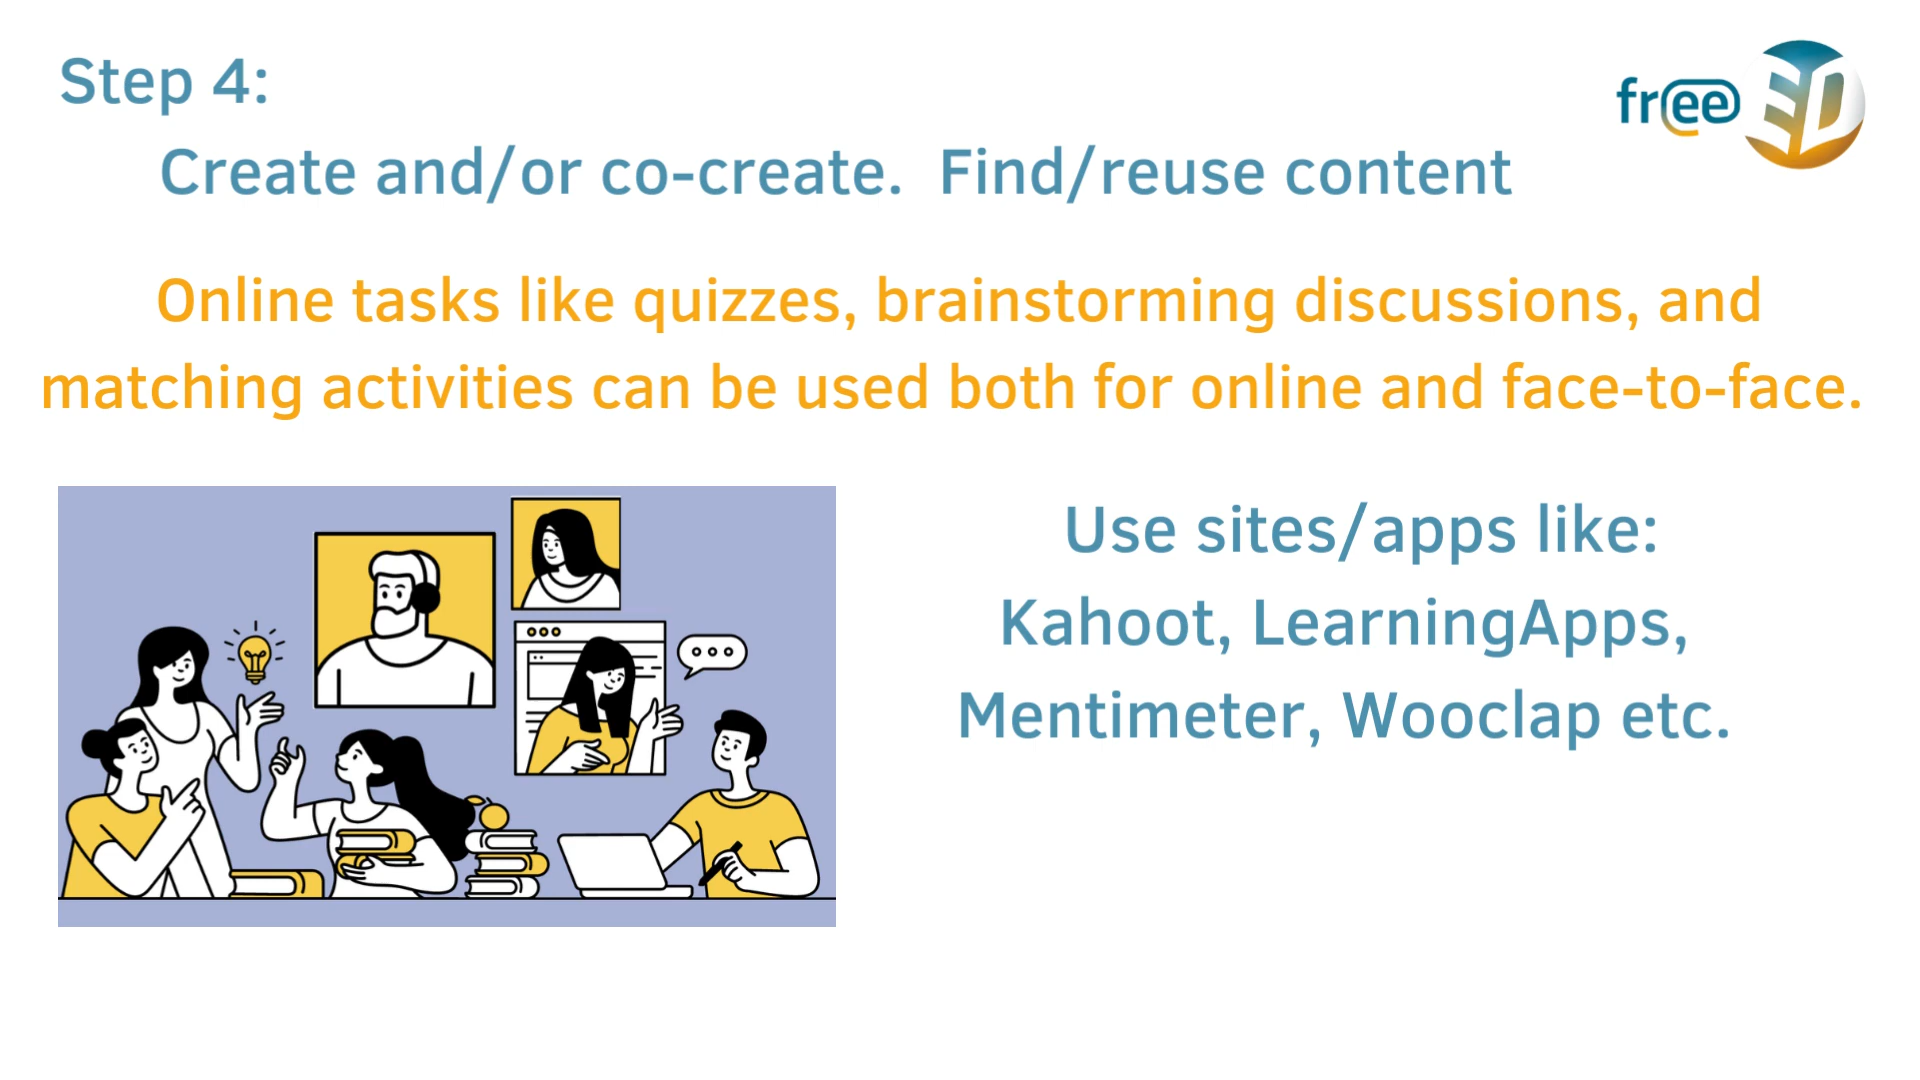 Step 4:
Create and/or co-create. Find/reuse content
free 3D
Online tasks like quizzes, brainstorming discussions, and
matching activities can be used both for online and face-to-face.
Use sites/apps like:
Kahoot, LearningApps,
Mentimeter, Wooclap etc.